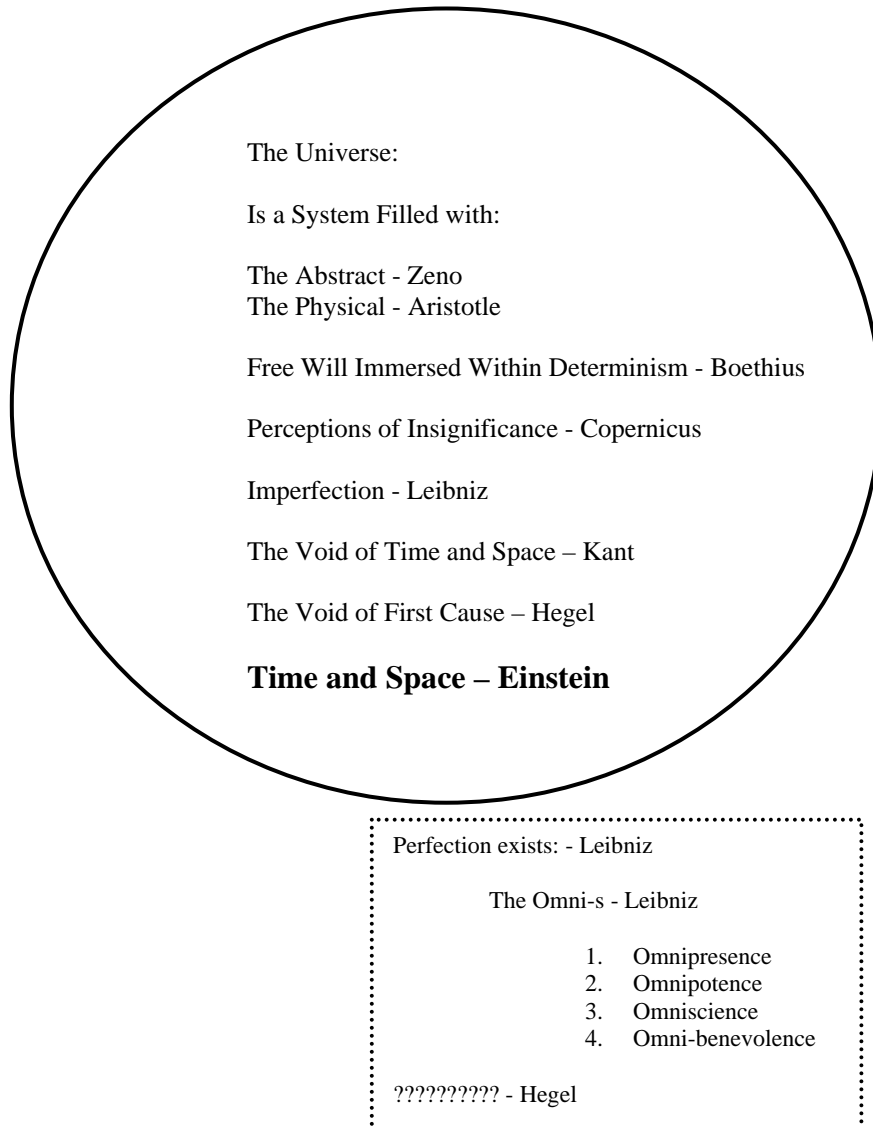 The Universe:
Is a System Filled with:
The Abstract - Zeno
The Physical - Aristotle
Free Will Immersed Within Determinism - Boethius
Perceptions of Insignificance - Copernicus
Imperfection - Leibniz
The Void of Time and Space – Kant
The Void of First Cause – Hegel
Time and Space – Einstein
Perfection exists: - Leibniz
The Omni-s - Leibniz
1. Omnipresence
2. Omnipotence
3. Omniscience
4. Omni-benevolence
?????????? - Hegel